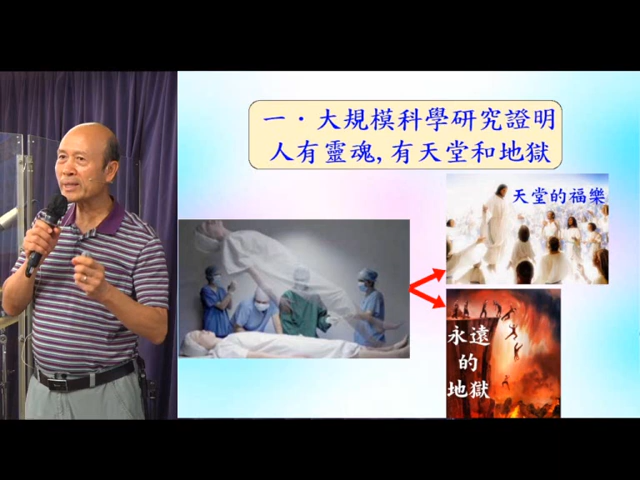 一．大規模科學研究證明
人有靈魂,有天堂和地獄
天堂的福樂
永遠
的
地獄